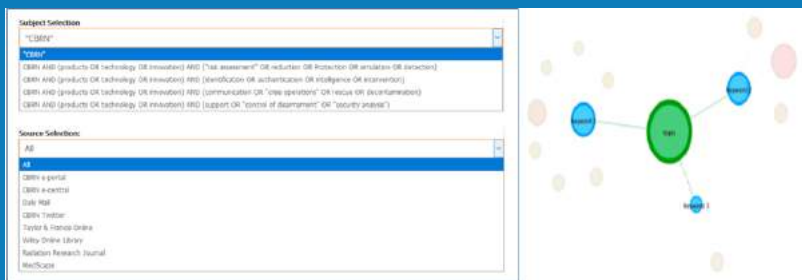 Subject Selection
"CBRN"
"CBRN"
CBRN AND (products OR technology OR innovation) AND ("risk assessment" OR reduction OR Protection OR simulation OR detection)
CBRN AND (products OR technology OR innovation) AND (identification OR authentication OR intelligence OR intervention)
CBRN AND (products OR technology OR innovation) AND (communication OR "crisis operations" OR rescue OR decontamination)
CBRN AND (products OR technology OR innovation) AND (support OR "control of disarmament" OR "security analysis")
Source Selection:
All
All
CBRN e-portal
CBRN e-central
Daily Mail
CBRN Twitter
Taylor & Francis Online
Wiley Online Library
Radiation Research Journal
MedScape